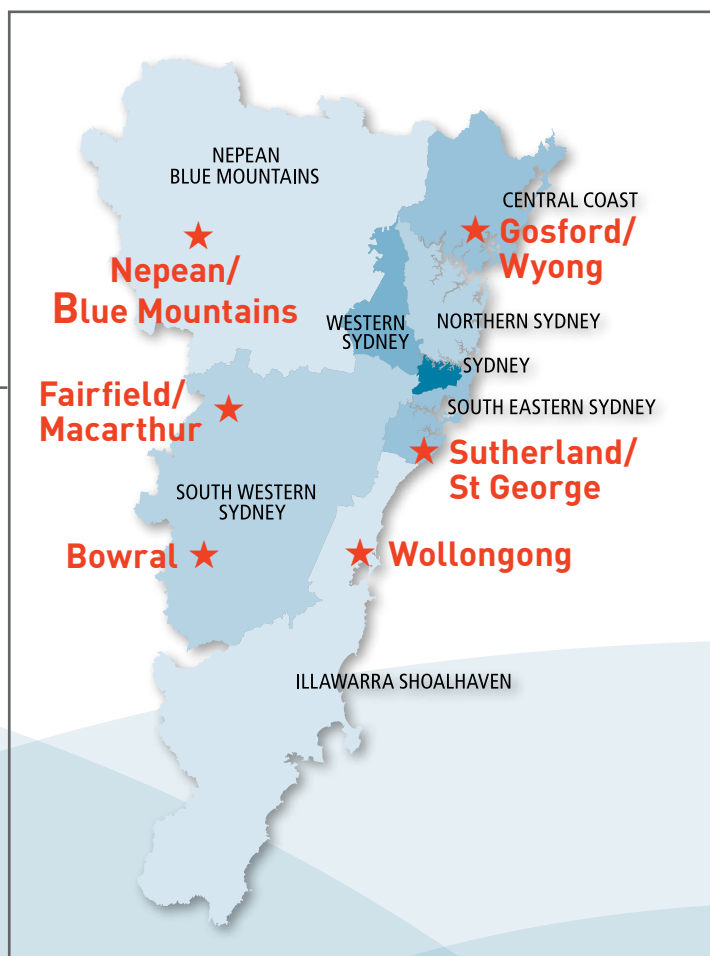 NEPEAN
BLUE MOUNTAINS
CENTRAL COAST
Gosford/
Wyong
Nepean/
Blue Mountains
WESTERN
SYDNEY
NORTHERN SYDNEY
SYDNEY
Fairfield/
Macarthur
SOUTH EASTERN SYDNEY
Sutherland/
St George
SOUTH WESTERN
SYDNEY
Bowral
Wollongong
ILLAWARRA SHOALHAVEN